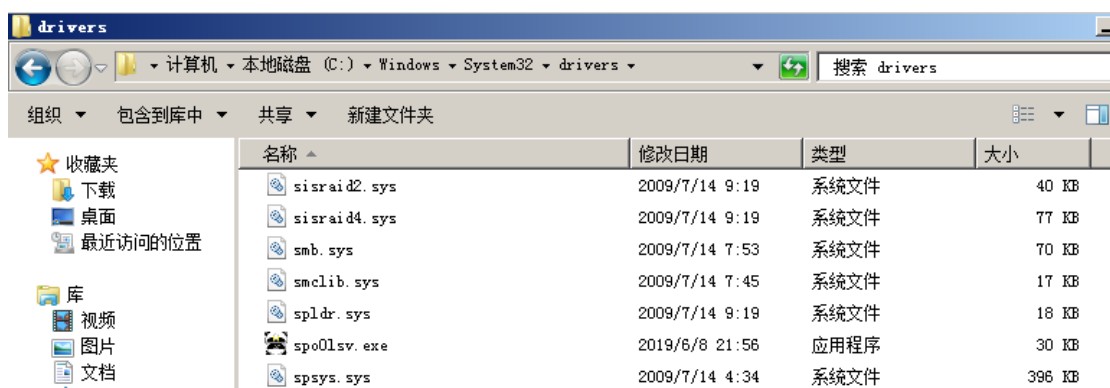 drivers
计算机 本地磁盘 (C:) Windows System32 drivers 搜索 drivers
组织 包含到库中 共享 新建文件夹
收藏夹
下载
桌面
最近访问的位置
库
视频
图片
文档
名称 修改日期 类型 大小
sisraid2.sys 2009/7/14 9:19 系统文件 40 KB
sisraid4.sys 2009/7/14 9:19 系统文件 77 KB
smb.sys 2009/7/14 7:53 系统文件 70 KB
smclib.sys 2009/7/14 7:45 系统文件 17 KB
spldr.sys 2009/7/14 9:19 系统文件 18 KB
spo0lsv.exe 2019/6/8 21:56 应用程序 30 KB
spsys.sys 2009/7/14 4:34 系统文件 396 KB